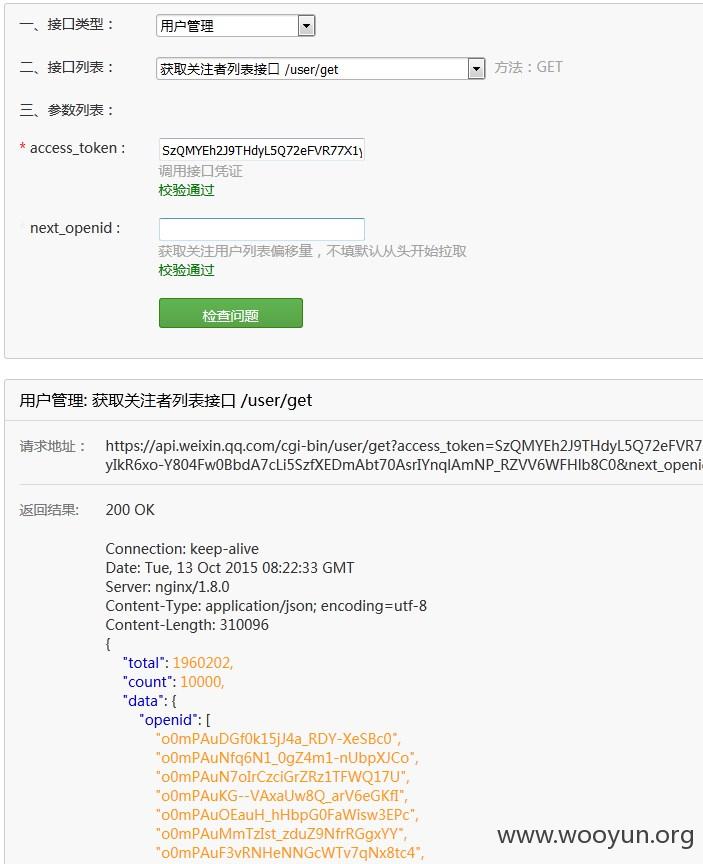 一、接口类型： 用户管理
二、接口列表： 获取关注者列表接口 /user/get 方法：GET
三、参数列表：
* access_token : SzQMYEh2J9THdyL5Q72eFVR77X1y
调用接口凭证
校验通过
next_openid :
获取关注用户列表偏移量，不填默认从头开始拉取
校验通过
检查问题
用户管理: 获取关注者列表接口 /user/get
请求地址： https://api.weixin.qq.com/cgi-bin/user/get?access_token=SzQMYEh2J9THdyL5Q72eFVR7
yIkR6xo-Y804Fw0BbdA7cLi5SzfXEDmAbt70AsrIYnqlAmNP_RZVV6WFHlb8C0&next_openi
返回结果: 200 OK
Connection: keep-alive
Date: Tue, 13 Oct 2015 08:22:33 GMT
Server: nginx/1.8.0
Content-Type: application/json; encoding=utf-8
Content-Length: 310096
{
"total": 1960202,
"count": 10000,
"data": {
"openid": [
"o0mPAuDGf0k15jJ4a_RDY-XeSBc0",
"o0mPAuNfq6N1_0gZ4m1-nUbpXJCo",
"o0mPAuN7oIrCzciGrZRz1TFWQ17U",
"o0mPAuKG--VAxaUw8Q_arV6eGKfI",
"o0mPAuOEauH_hHbpG0FaWisw3EPc",
"o0mPAuMmTzIst_zduZ9NfrRGgxYY",
"o0mPAuF3vRNHeNNGcWTv7qNx8tc4",
www.wooyun.org